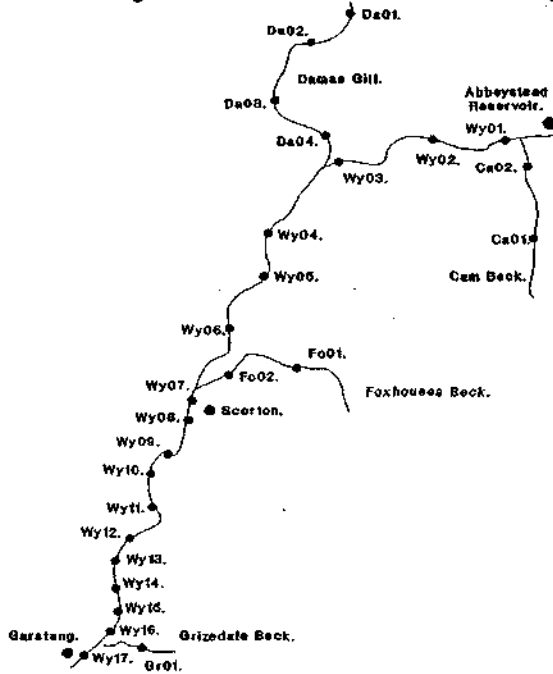 Da01.
Da02.
Damas Gill.
Da03.
Abbeystead
Reservoir.
Wy01.
Da04.
Wy02.
Ca02.
Wy03.
Wy04.
Ca01.
Wy05.
Cam Beck.
Wy06.
Fo01.
Fo02.
Wy07.
Foxhouses Beck.
Wy08.
Scorton.
Wy09.
Wy10.
Wy11.
Wy12.
Wy13.
Wy14.
Wy15.
Wy16.
Garstang.
Grizedale Beck.
Wy17.
Gr01.